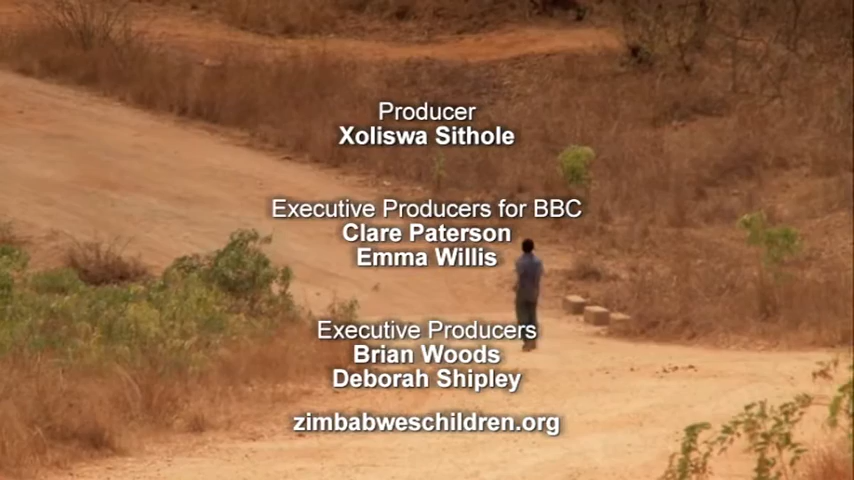 Producer
Xoliswa Sithole
Executive Producers for BBC
Clare Paterson
Emma Willis
Executive Producers
Brian Woods
Deborah Shipley
zimbabweschildren.org